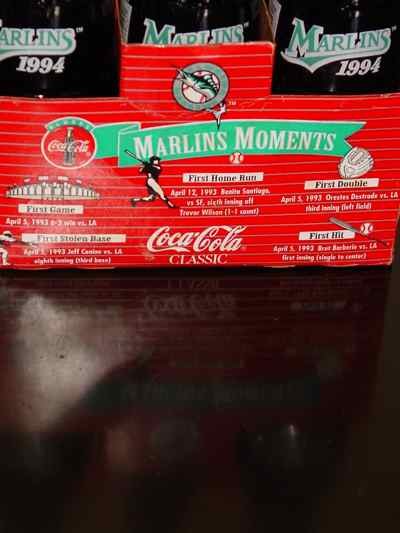 MARLINS
1994
MARLINS
MARLINS
1994
Coca-Cola
MARLINS MOMENTS
First Home Run
April 12, 1993 Benito Santiago,
vs SF, sixth inning off
Trevor Wilson (1-1 count)
First Double
April 5, 1993 Orestes Destrade vs. LA
third inning (left field)
First Game
April 5, 1993 6-3 win vs. LA
First Stolen Base
April 5, 1993 Jeff Conine vs. LA
eighth inning (third base)
Coca-Cola
CLASSIC
First Hit
April 5, 1993 Bret Barberie vs. LA
first inning (single to center)